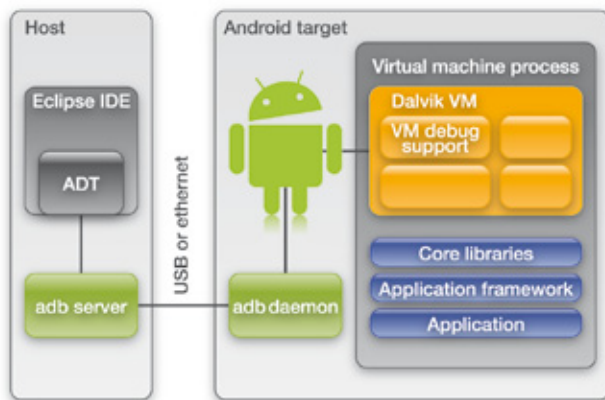 Host
Eclipse IDE
ADT
adb server
USB or ethernet
Android target
adb daemon
Virtual machine process
Dalvik VM
VM debug
support
Core libraries
Application framework
Application